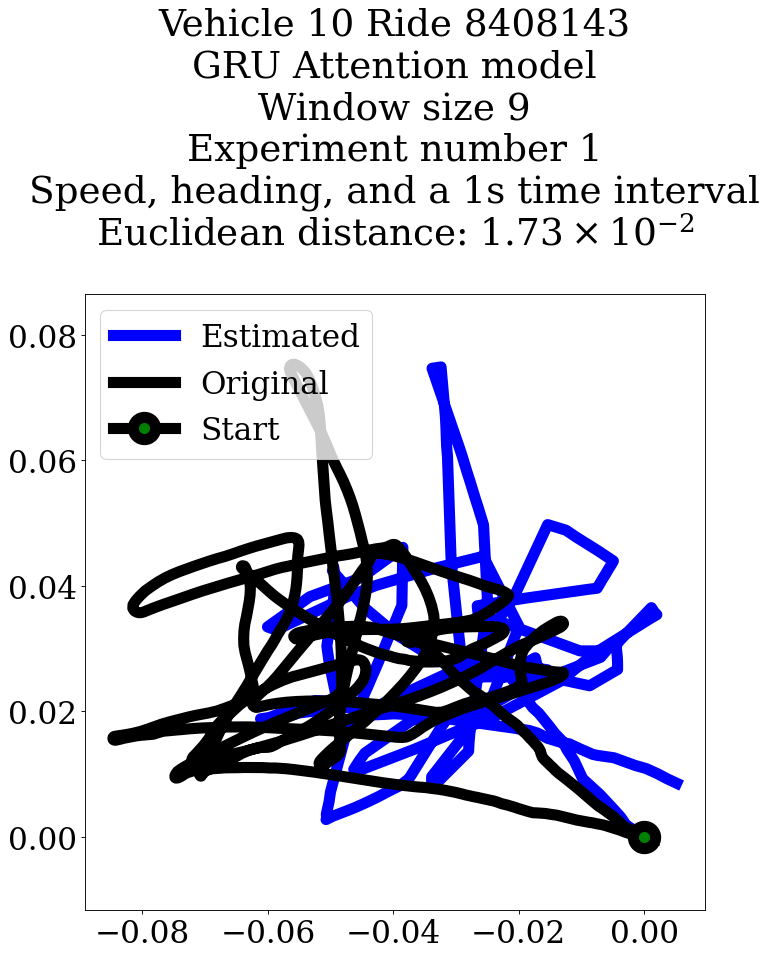 Vehicle 10 Ride 8408143
GRU Attention model
Window size 9
Experiment number 1
Speed, heading, and a 1s time interval
Euclidean distance: 1.73 × 10⁻²
Estimated
Original
Start
0.08
0.06
0.04
0.02
0.00
−0.08 −0.06 −0.04 −0.02 0.00